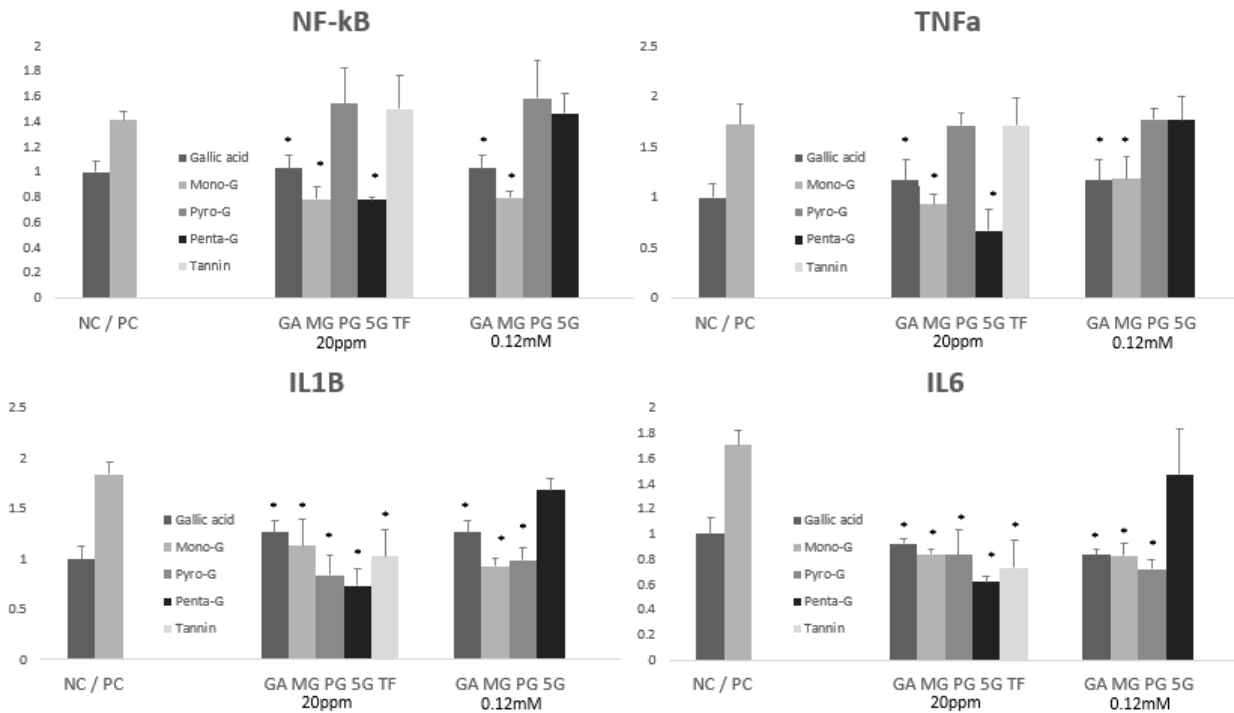 NF-kB
2
1.8
1.6
1.4
1.2
1
0.8
0.6
0.4
0.2
0
*
*
*
*
*
Gallic acid
Mono-G
Pyro-G
Penta-G
Tannin
NC / PC
GA MG PG 5G TF
20ppm
GA MG PG 5G
0.12mM
TNFa
2.5
2
1.5
1
0.5
0
*
*
*
*
*
Gallic acid
Mono-G
Pyro-G
Penta-G
Tannin
NC / PC
GA MG PG 5G TF
20ppm
GA MG PG 5G
0.12mM
IL1B
2.5
2
1.5
1
0.5
0
*
*
*
*
*
*
*
*
Gallic acid
Mono-G
Pyro-G
Penta-G
Tannin
NC / PC
GA MG PG 5G TF
20ppm
GA MG PG 5G
0.12mM
IL6
2
1.8
1.6
1.4
1.2
1
0.8
0.6
0.4
0.2
0
*
*
*
*
*
*
*
*
Gallic acid
Mono-G
Pyro-G
Penta-G
Tannin
NC / PC
GA MG PG 5G TF
20ppm
GA MG PG 5G
0.12mM